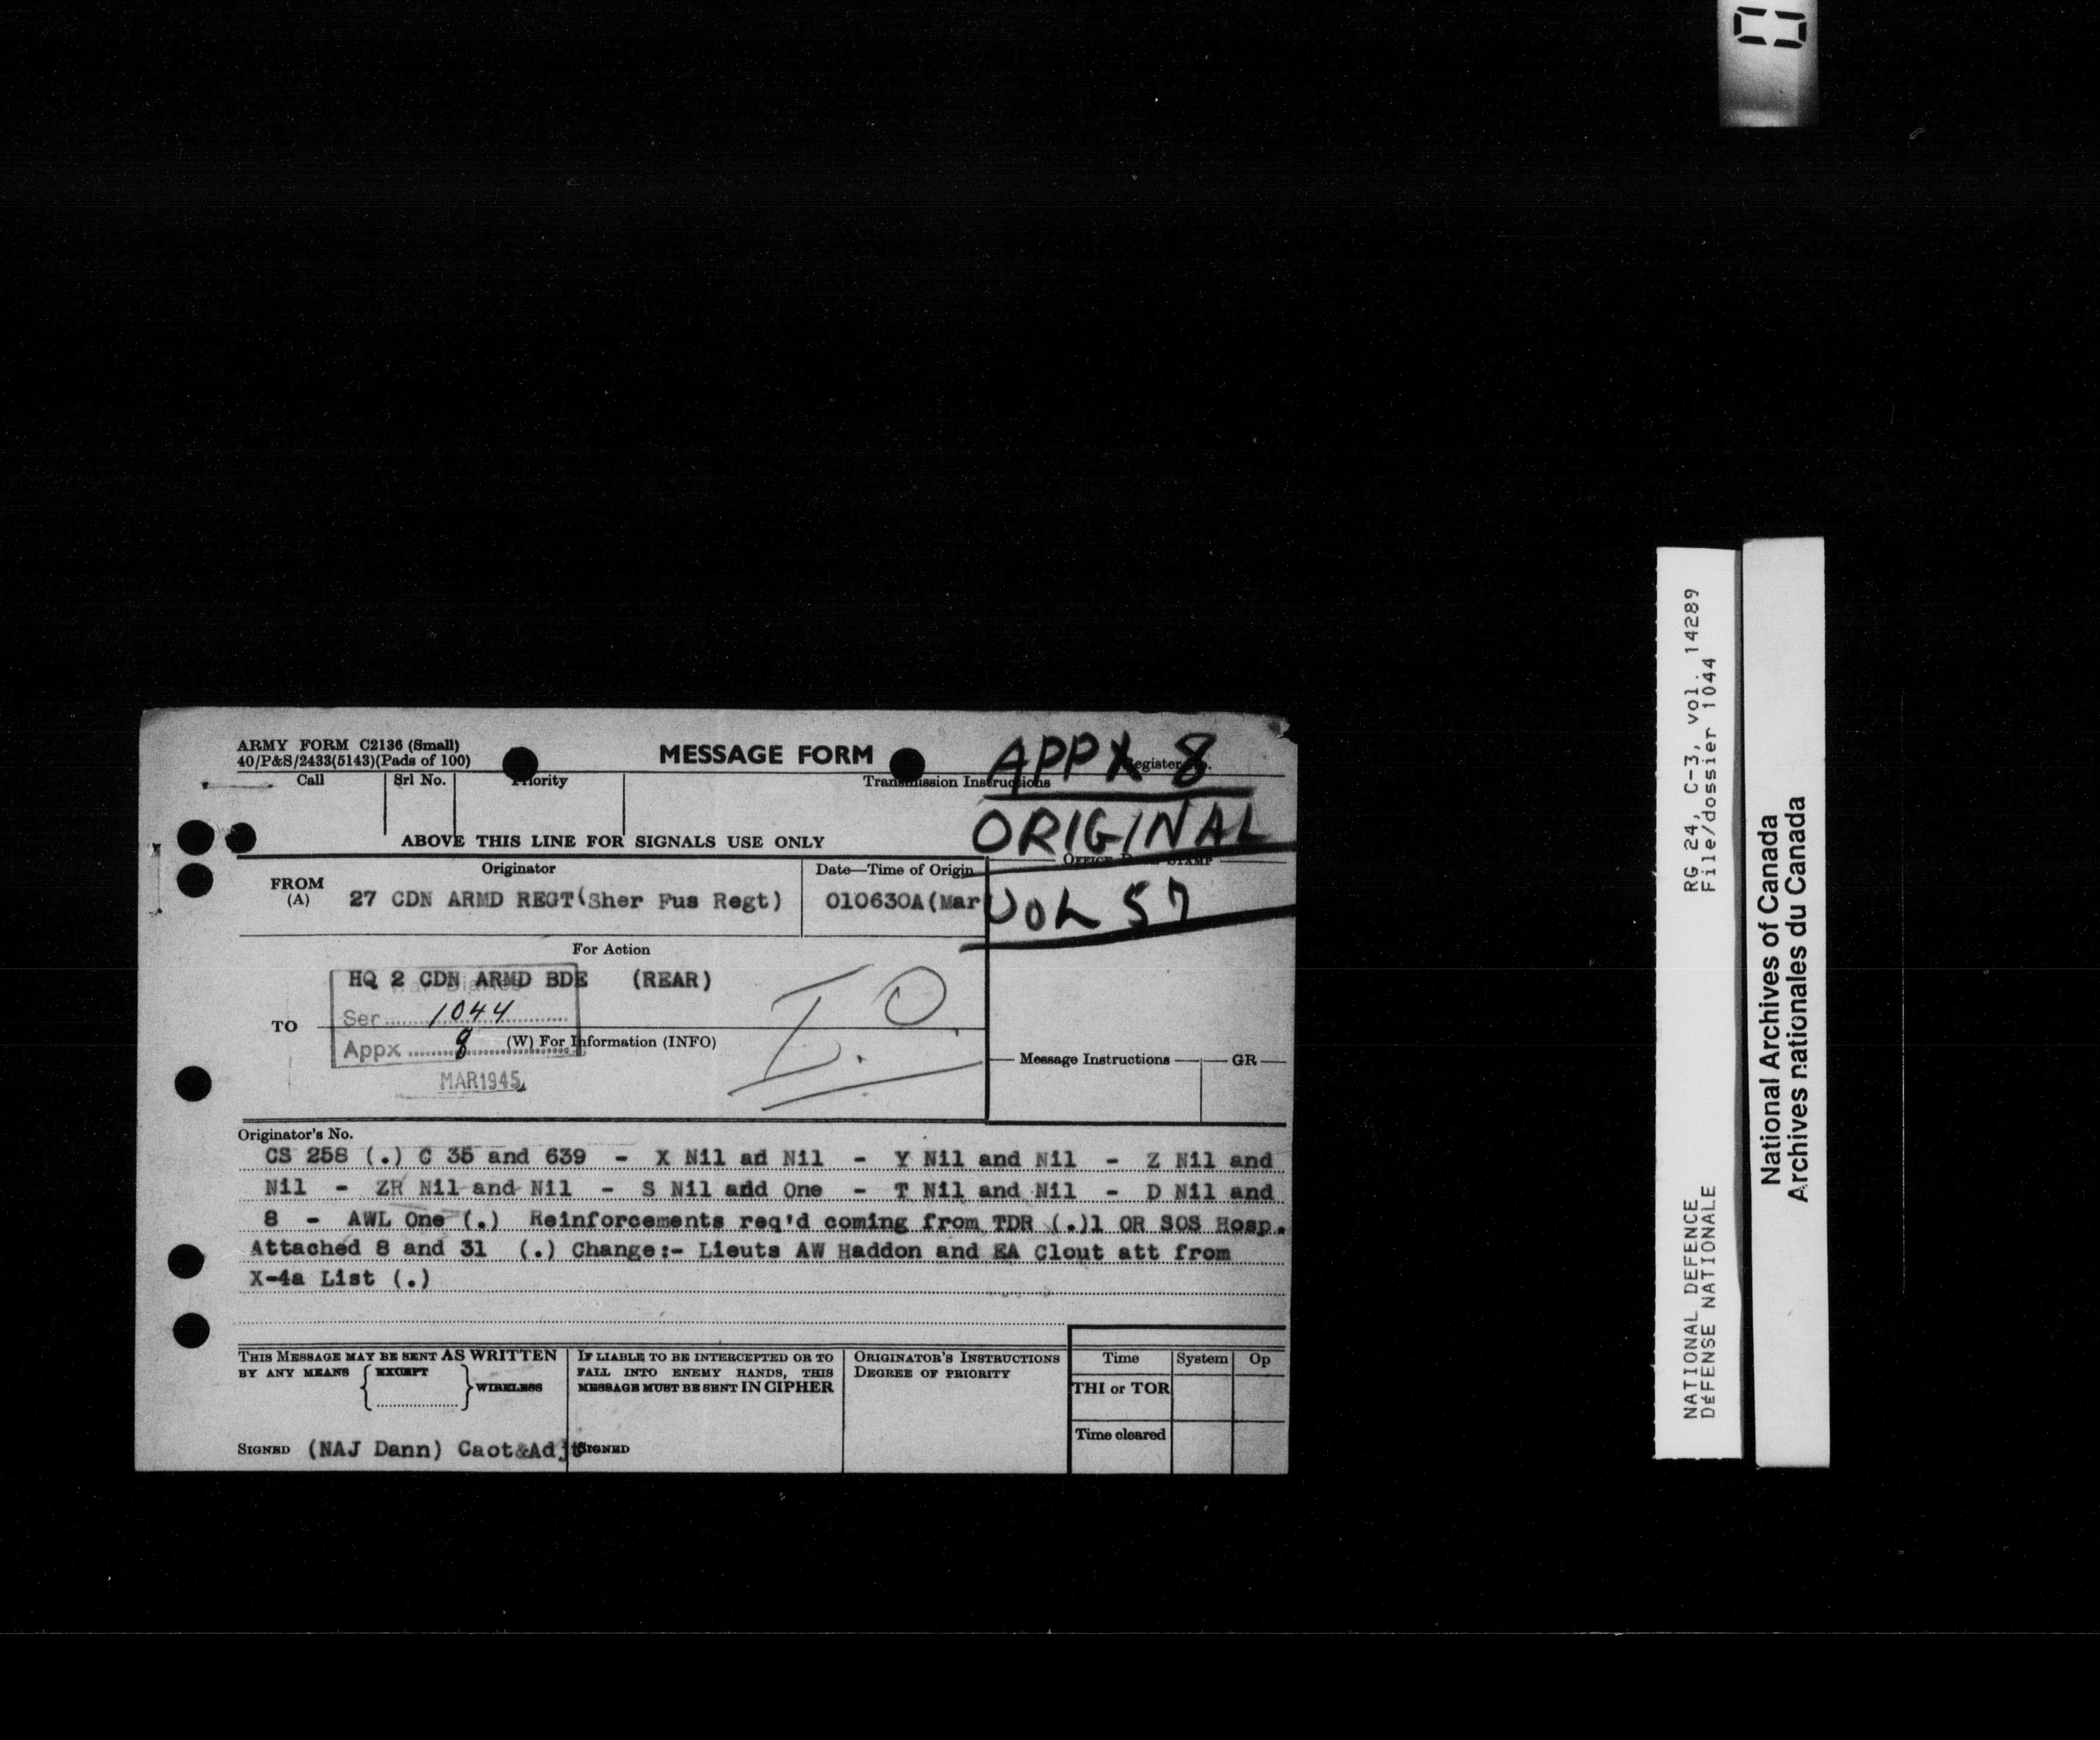 ARMY FORM C2136 (Small)
40/P&S/2433(5143)(Pads of 100)
MESSAGE FORM
APPX 8
Call Srl No. Transmission Instructions
ORIGINAL
ABOVE THIS LINE FOR SIGNALS USE ONLY
Originator Date—Time of Origin
FROM
(A)
27 CDN ARMD REGT(Sher Fus Regt) 010630A(Mar
VOL 57
For Action
HQ 2 CDN ARMD BDE (REAR)
I.O.
TO
Ser 1044
Appx 8
(W) For Information (INFO)
MAR1945
Message Instructions GR
Originator's No.
CS 258 (.) C 35 and 639 - X Nil ad Nil - Y Nil and Nil - Z Nil and
Nil - ZR Nil and Nil - S Nil and One - T Nil and Nil - D Nil and
8 - AWL One (.) Reinforcements req'd coming from TDR (.)1 OR SOS Hosp.
Attached 8 and 31 (.) Change:- Lieuts AW Haddon and EA Clout att from
X-4a List (.)
THIS MESSAGE MAY BE SENT AS WRITTEN
BY ANY MEANS EXCEPT
WIRELESS
IF LIABLE TO BE INTERCEPTED OR TO
FALL INTO ENEMY HANDS, THIS
MESSAGE MUST BE SENT IN CIPHER
ORIGINATOR'S INSTRUCTIONS
DEGREE OF PRIORITY
Time System Op
THI or TOR
Time cleared
SIGNED (NAJ Dann) Caot&Adjt
SIGNED
RG 24, C-3, vol. 14289
File/dossier 1044
NATIONAL DEFENCE
DÉFENSE NATIONALE
National Archives of Canada
Archives nationales du Canada